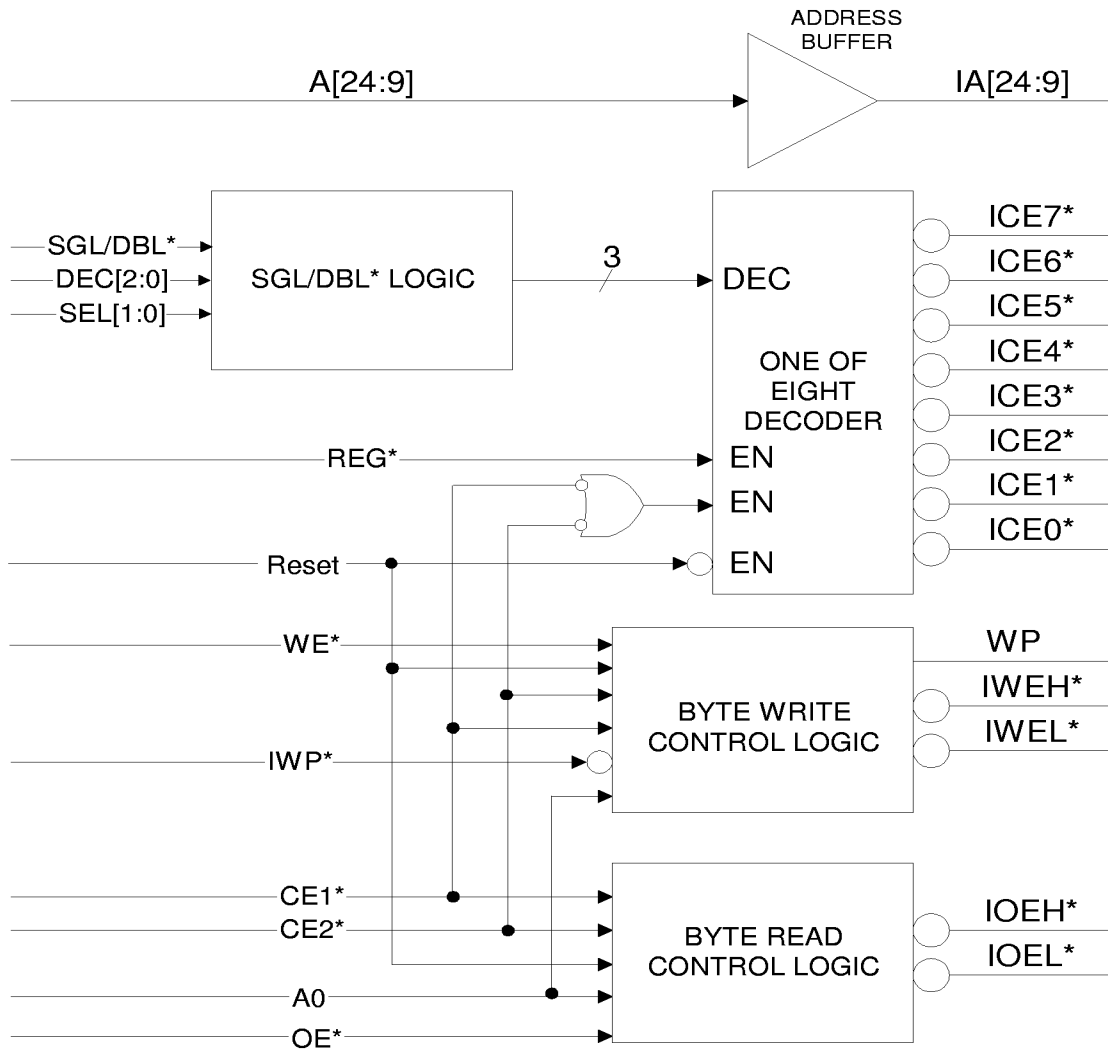 ADDRESS
BUFFER
A[24:9]
IA[24:9]
SGL/DBL*
DEC[2:0]
SEL[1:0]
SGL/DBL* LOGIC
3
DEC
ONE OF
EIGHT
DECODER
EN
EN
EN
ICE7*
ICE6*
ICE5*
ICE4*
ICE3*
ICE2*
ICE1*
ICE0*
REG*
Reset
WE*
IWP*
BYTE WRITE
CONTROL LOGIC
WP
IWEH*
IWEL*
CE1*
CE2*
A0
OE*
BYTE READ
CONTROL LOGIC
IOEH*
IOEL*